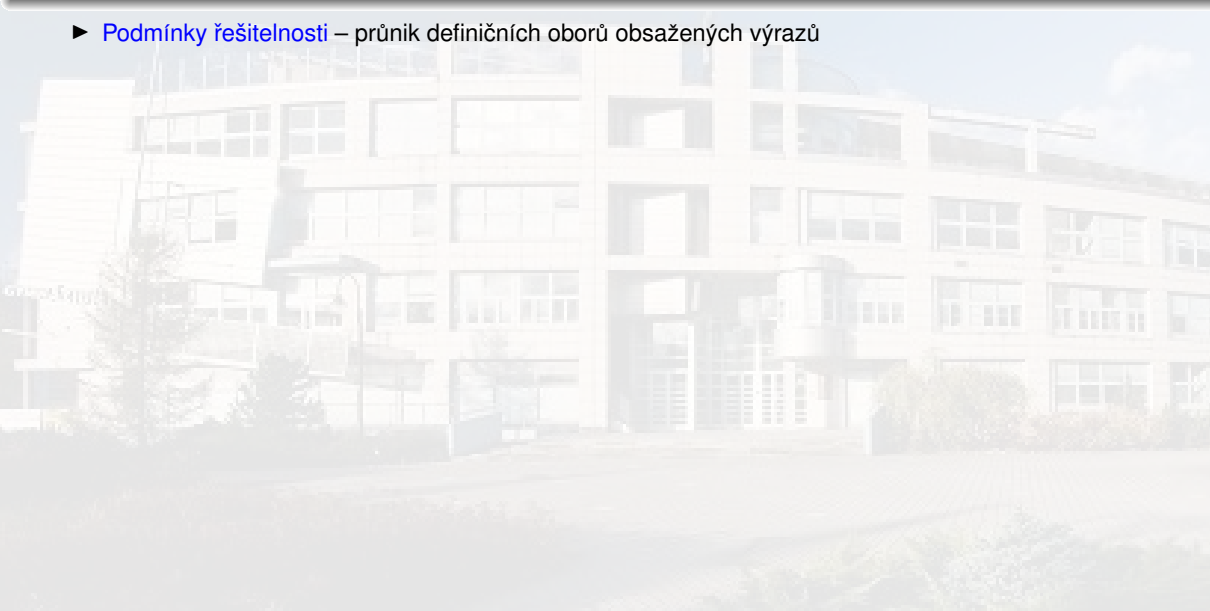 ► Podmínky řešitelnosti – průnik definičních oborů obsažených výrazů